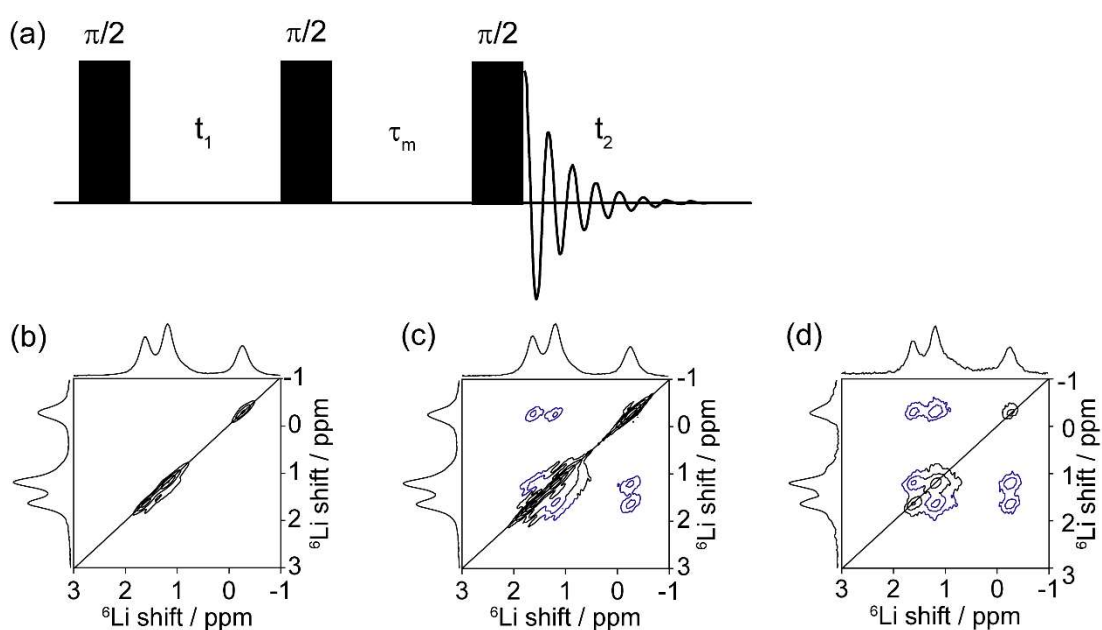 (a)
π/2 π/2 π/2
t₁ τₘ t₂
(b) (c) (d)
-1 -1 -1
0 0 0
1 1 1
2 2 2
3 3 3
⁶Li shift / ppm ⁶Li shift / ppm ⁶Li shift / ppm
3 2 1 0 -1 3 2 1 0 -1 3 2 1 0 -1
⁶Li shift / ppm ⁶Li shift / ppm ⁶Li shift / ppm